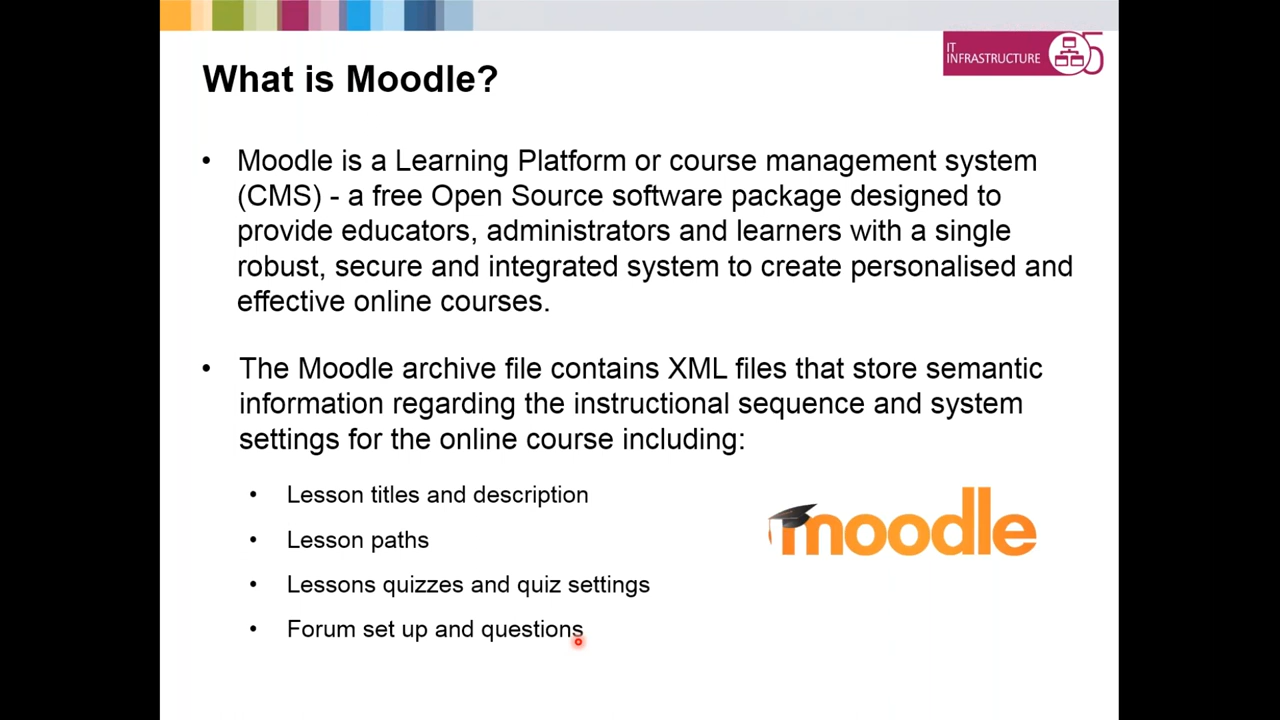 What is Moodle?
IT
INFRASTRUCTURE
5
• Moodle is a Learning Platform or course management system
(CMS) - a free Open Source software package designed to
provide educators, administrators and learners with a single
robust, secure and integrated system to create personalised and
effective online courses.
• The Moodle archive file contains XML files that store semantic
information regarding the instructional sequence and system
settings for the online course including:
• Lesson titles and description
• Lesson paths
• Lessons quizzes and quiz settings
• Forum set up and questions
moodle